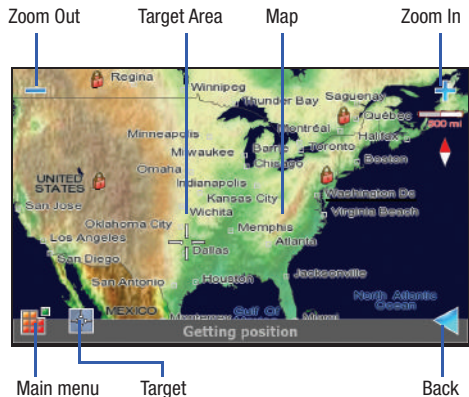 Zoom Out Target Area Map Zoom In
Regina
Winnipeg
Thunder Bay Saguenay
Québec
Minneapolis Montréal Halifax
Milwaukee Barrie Toronto
Chicago Boston
Omaha
UNITED STATES
Indianapolis
Kansas City Washington Dc
San Jose Wichita Virginia Beach
Oklahoma City Memphis
Los Angeles Atlanta
Dallas
San Diego
San Antonio Houston Jacksonville
North Atlantic
Ocean
MEXICO Monterrey Gulf Of
Mexico Miami
Getting position
Main menu Target Back